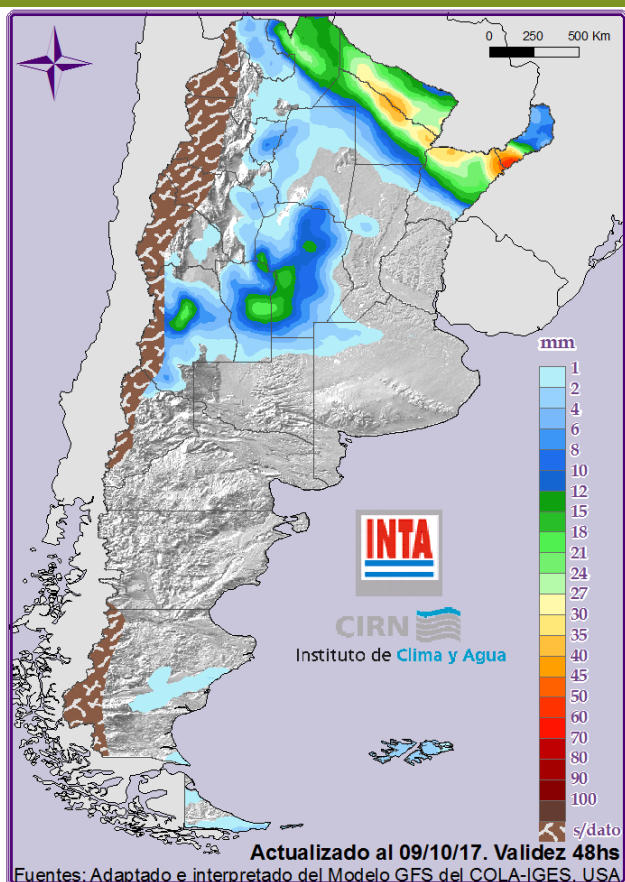 0 250 500 Km
mm
1
2
4
6
8
10
12
15
18
21
24
27
30
35
40
45
50
60
70
80
90
100
s/dato
INTA
CIRN
Instituto de Clima y Agua
Actualizado al 09/10/17. Validez 48hs
Fuentes: Adaptado e interpretado del Modelo GFS del COLA-IGES, USA